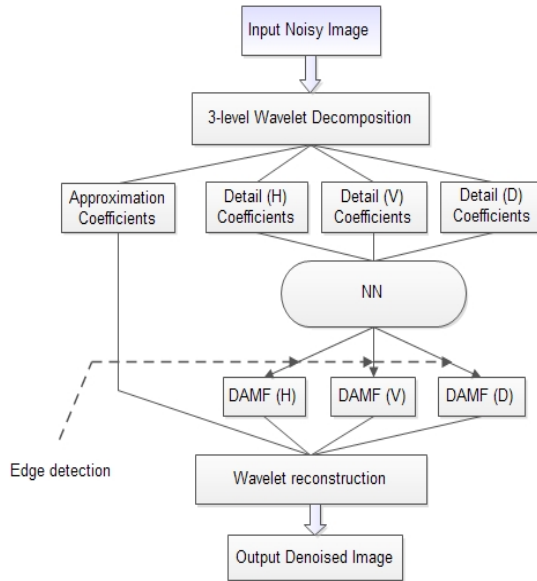 Input Noisy Image
3-level Wavelet Decomposition
Approximation
Coefficients
Detail (H)
Coefficients
Detail (V)
Coefficients
Detail (D)
Coefficients
NN
DAMF (H)
DAMF (V)
DAMF (D)
Edge detection
Wavelet reconstruction
Output Denoised Image